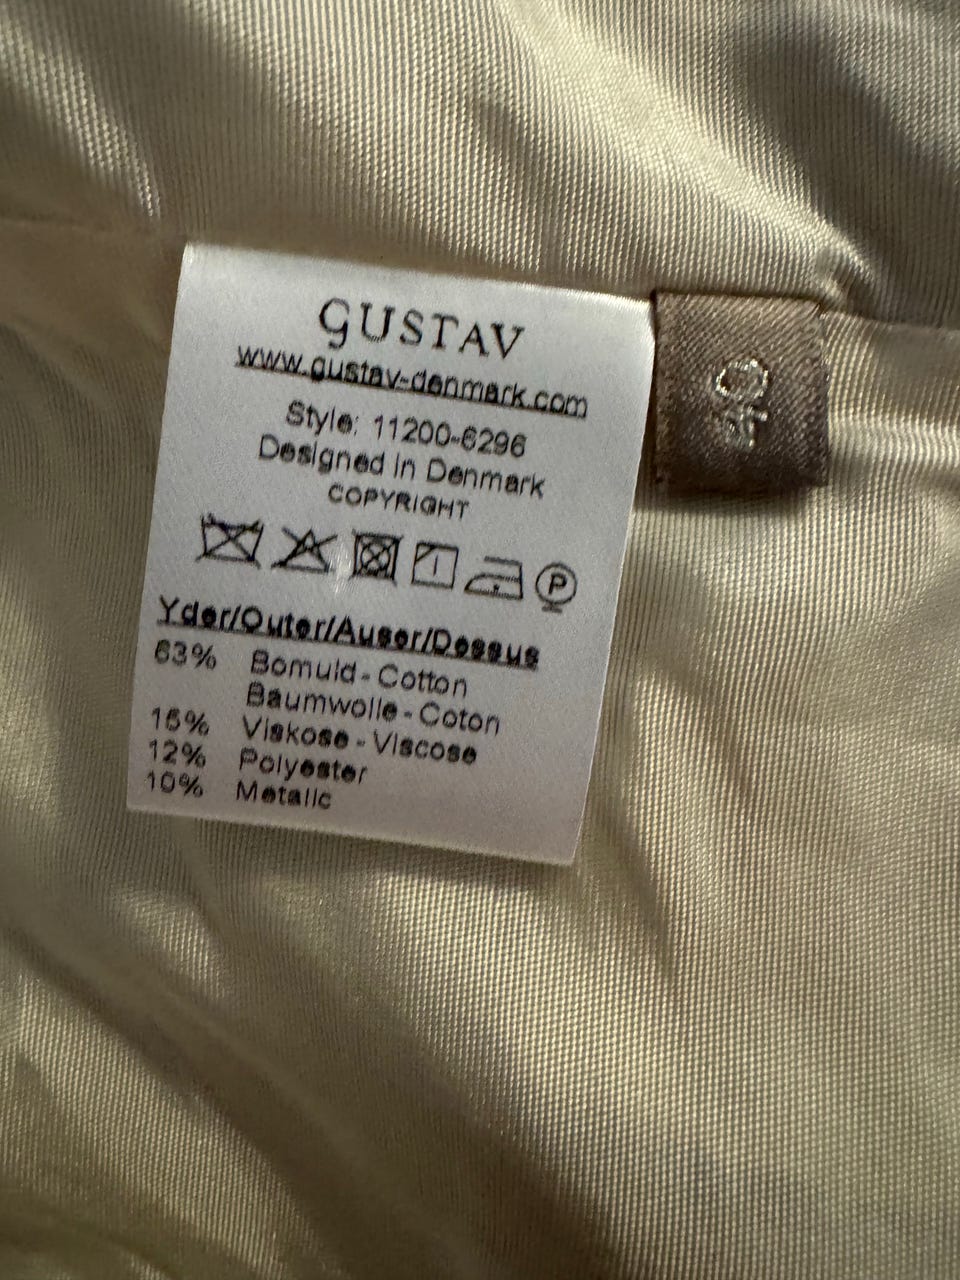 GUSTAV
www.gustav-denmark.com
Style: 11200-6296
Designed in Denmark
COPYRIGHT
P
Yder/Outer/Auser/Dessus
63% Bomuld - Cotton
Baumwolle - Coton
15% Viskose - Viscose
12% Polyester
10% Metalic
40